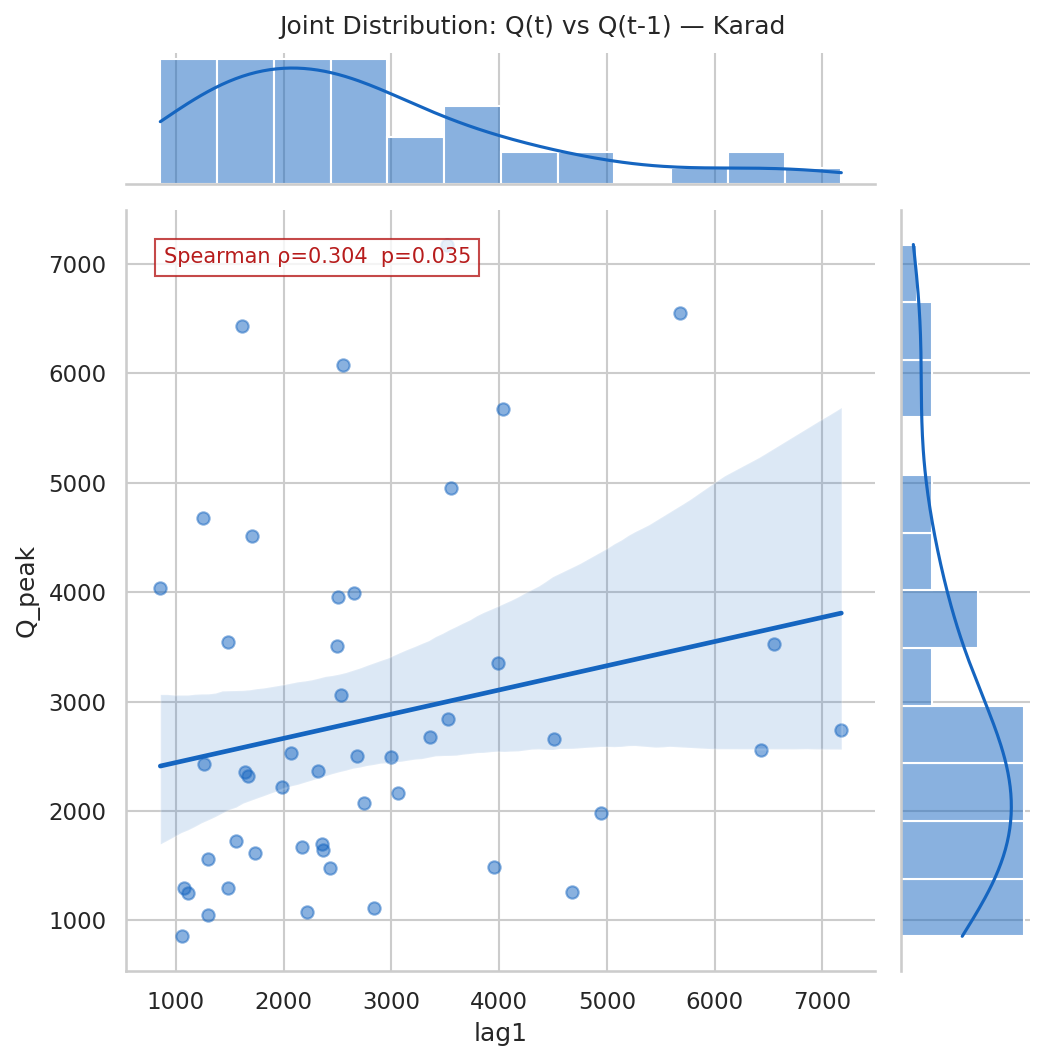 Joint Distribution: Q(t) vs Q(t-1) — Karad
Spearman ρ=0.304  p=0.035
7000
6000
5000
4000
3000
2000
1000
Q_peak
1000 2000 3000 4000 5000 6000 7000
lag1